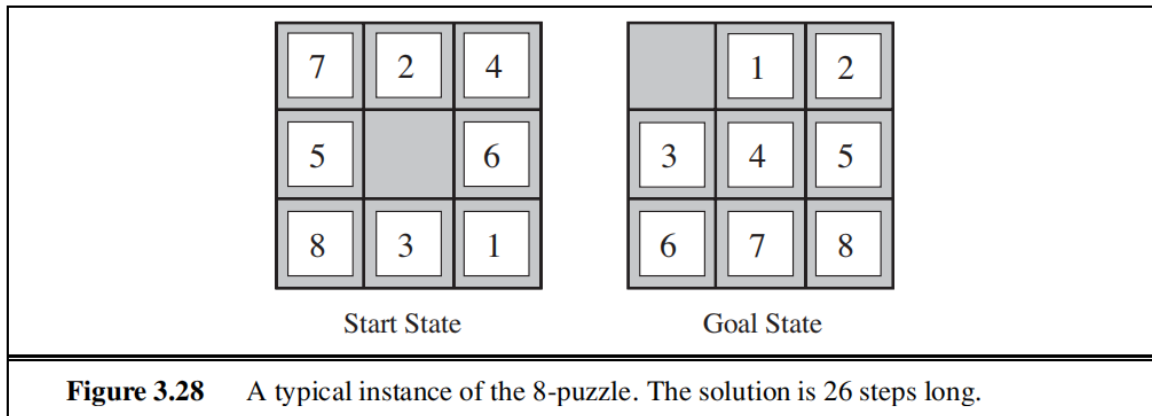 7 2 4 1 2
5 6 3 4 5
8 3 1 6 7 8
Start State Goal State
Figure 3.28 A typical instance of the 8-puzzle. The solution is 26 steps long.